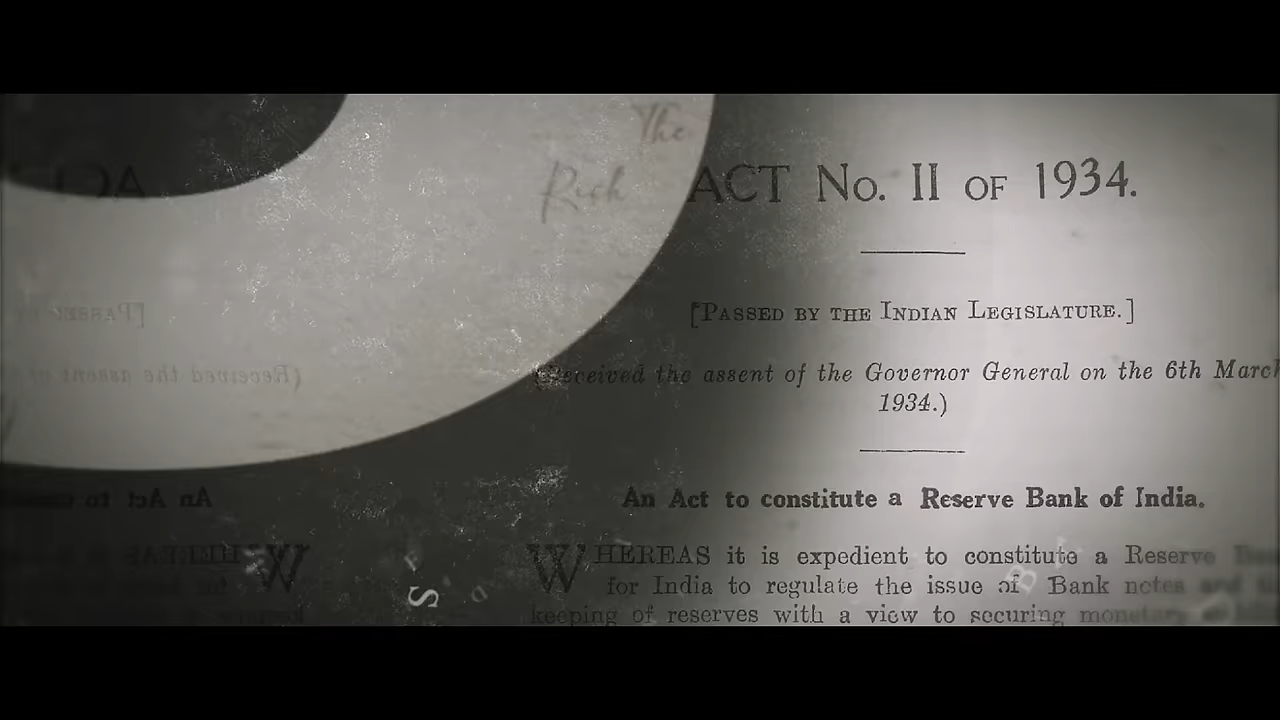 The
Rich
ACT No. II OF 1934.
[PASSED BY THE INDIAN LEGISLATURE.]
(Received the assent of the Governor General on the 6th March
1934.)
An Act to constitute a Reserve Bank of India.
WHEREAS it is expedient to constitute a Reserve
for India to regulate the issue of Bank notes and
keeping of reserves with a view to securing monetary